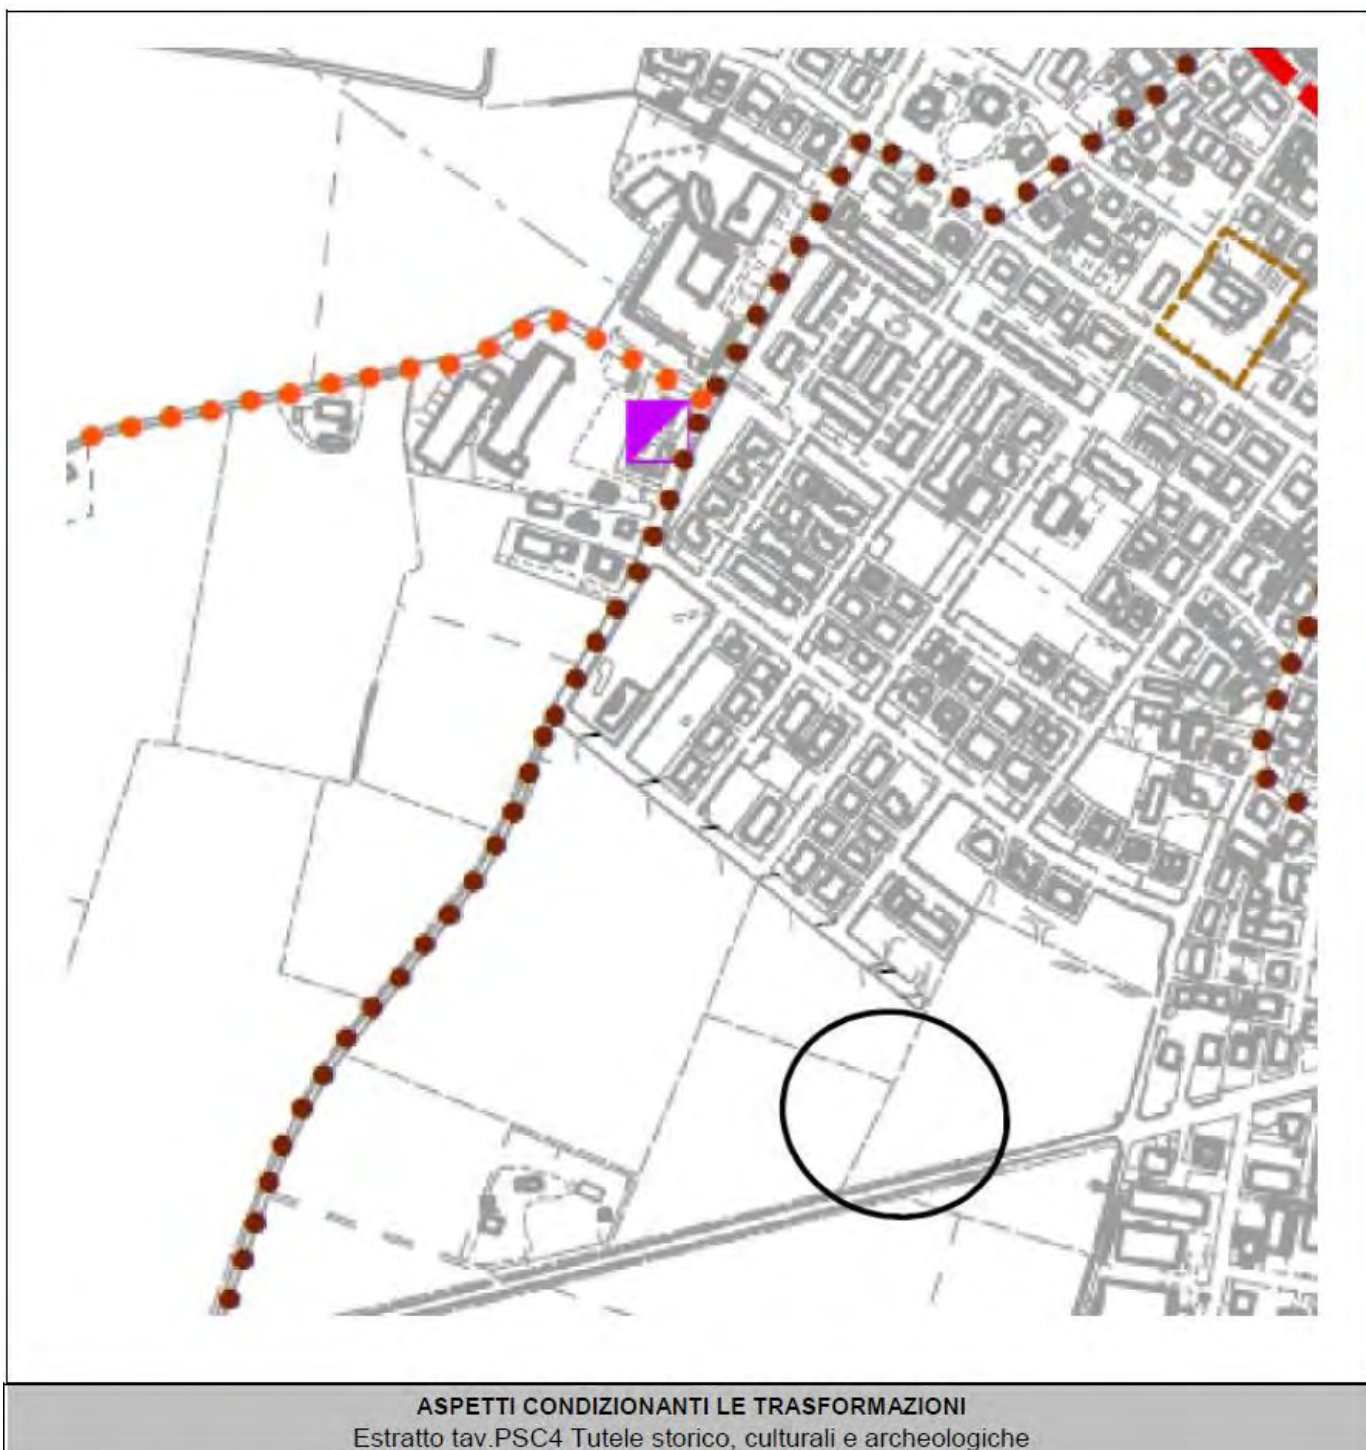 ASPETTI CONDIZIONANTI LE TRASFORMAZIONI
Estratto tav.PSC4 Tutele storico, culturali e archeologiche